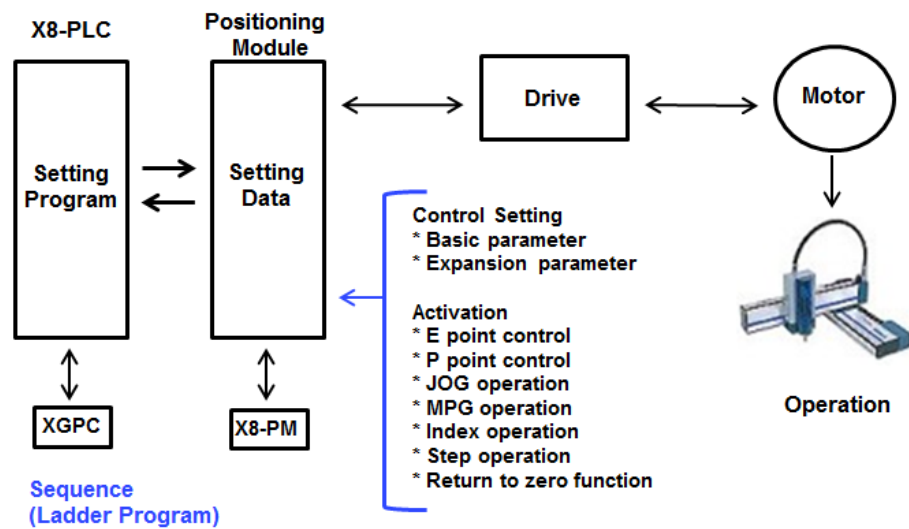 X8-PLC
Positioning
Module
Setting
Program
Setting
Data
Drive
Motor
Control Setting
* Basic parameter
* Expansion parameter
Activation
* E point control
* P point control
* JOG operation
* MPG operation
* Index operation
* Step operation
* Return to zero function
Operation
XGPC
X8-PM
Sequence
(Ladder Program)